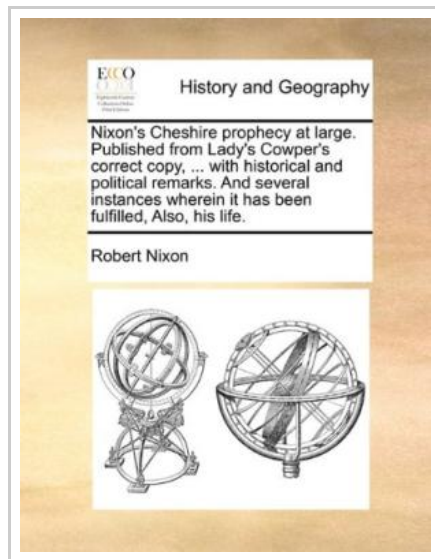 ECCO
History and Geography
Nixon's Cheshire prophecy at large.
Published from Lady's Cowper's
correct copy, ... with historical and
political remarks. And several
instances wherein it has been
fulfilled, Also, his life.
Robert Nixon